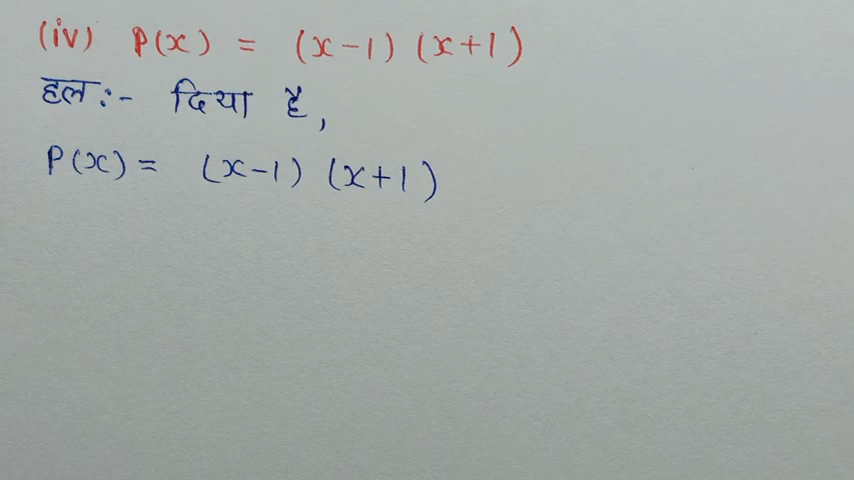 (iv) P(x) = (x-1) (x+1)
हल:- दिया है,
P(x) = (x-1) (x+1)